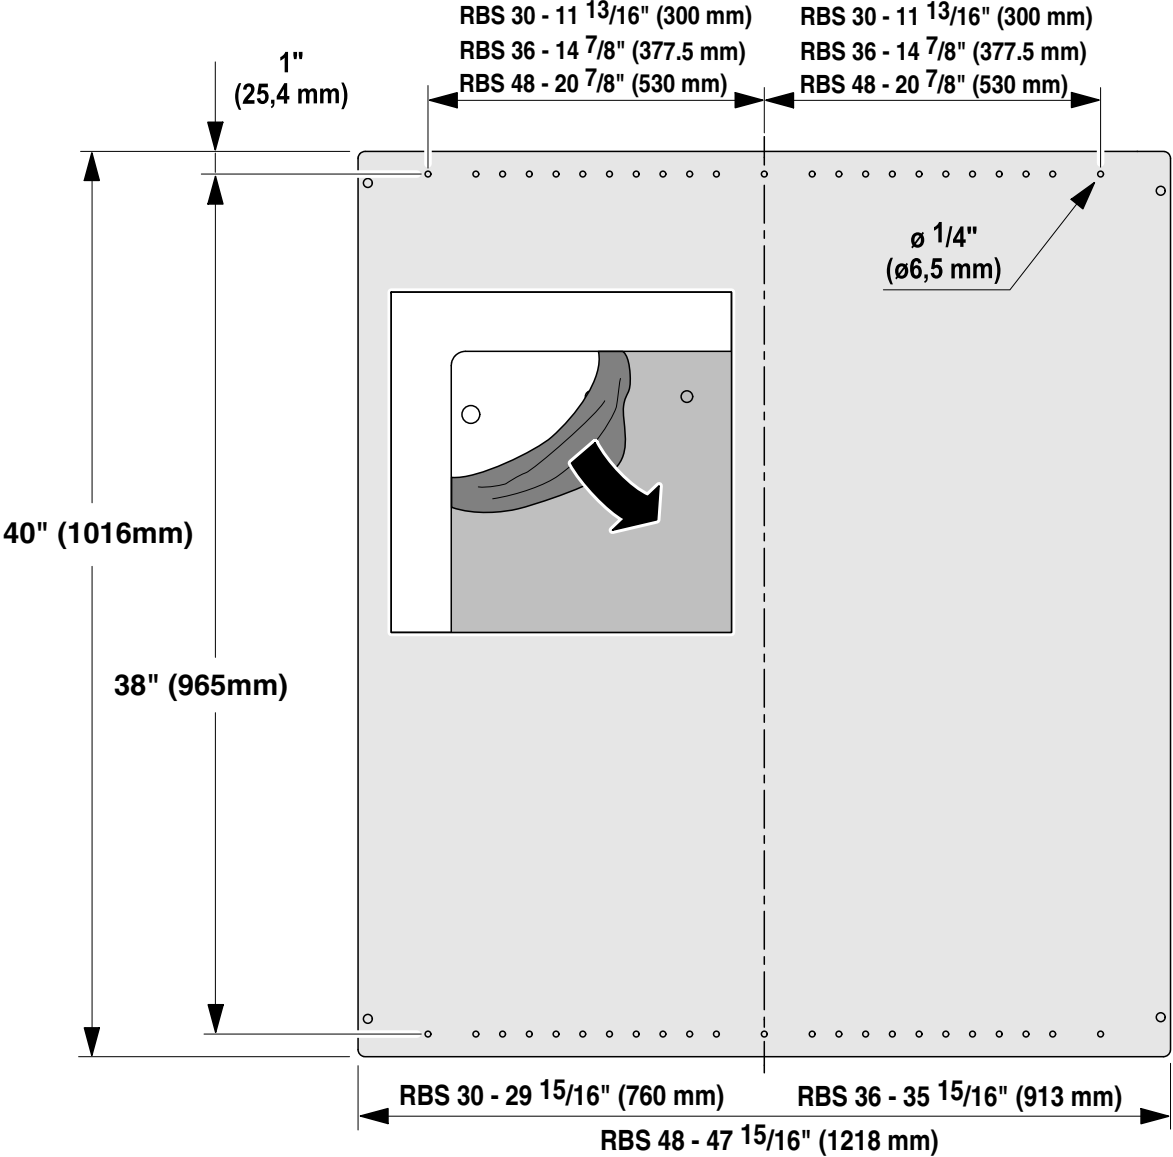 RBS 30 - 11 13/16" (300 mm)
RBS 36 - 14 7/8" (377.5 mm)
RBS 48 - 20 7/8" (530 mm)
RBS 30 - 11 13/16" (300 mm)
RBS 36 - 14 7/8" (377.5 mm)
RBS 48 - 20 7/8" (530 mm)
1"
(25,4 mm)
ø 1/4"
(ø6,5 mm)
40" (1016mm)
38" (965mm)
RBS 30 - 29 15/16" (760 mm)
RBS 36 - 35 15/16" (913 mm)
RBS 48 - 47 15/16" (1218 mm)